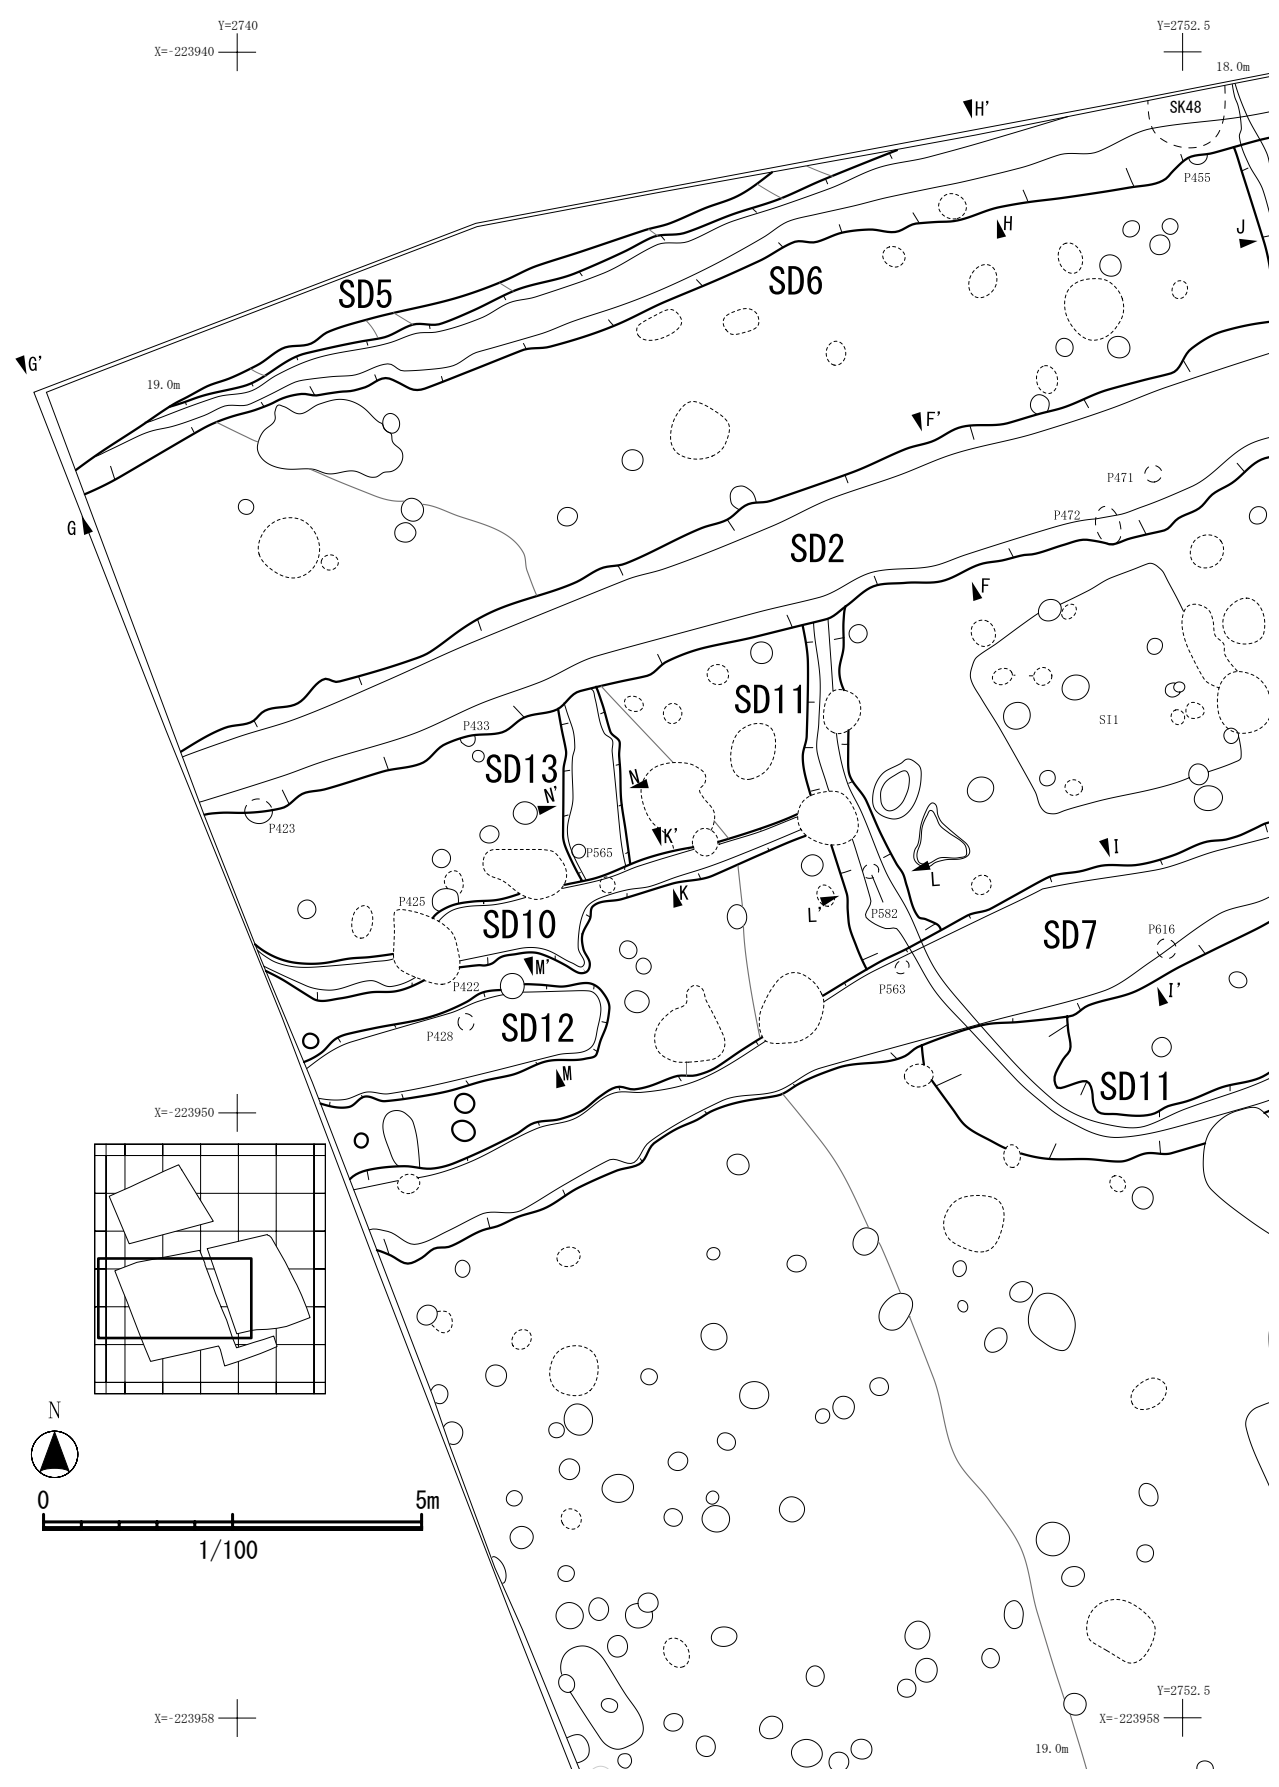 Y=2740
Y=2752.5
X=-223940
18.0m
H'
SK48
P455
H
J
SD6
SD5
G'
19.0m
F'
P471
G
P472
SD2
F
SD11
SI1
P433
SD13
N
N'
P423
K'
I
P565
L
K
P425
L'
P582
SD10
SD7
P616
M'
P422
P563
I'
SD12
P428
M
SD11
X=-223950
N
0
5m
1/100
Y=2752.5
X=-223958
X=-223958
19.0m